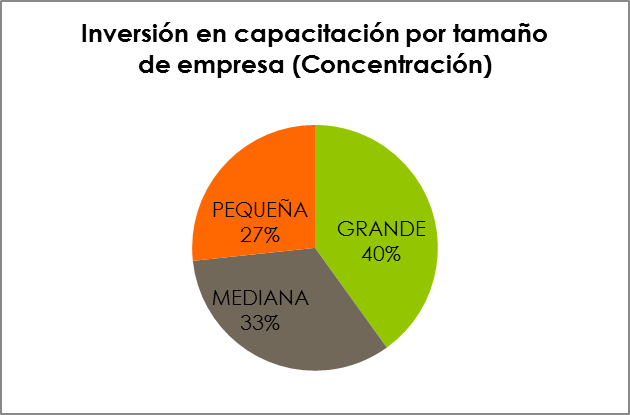 Inversión en capacitación por tamaño
de empresa (Concentración)
PEQUEÑA
27%
GRANDE
40%
MEDIANA
33%